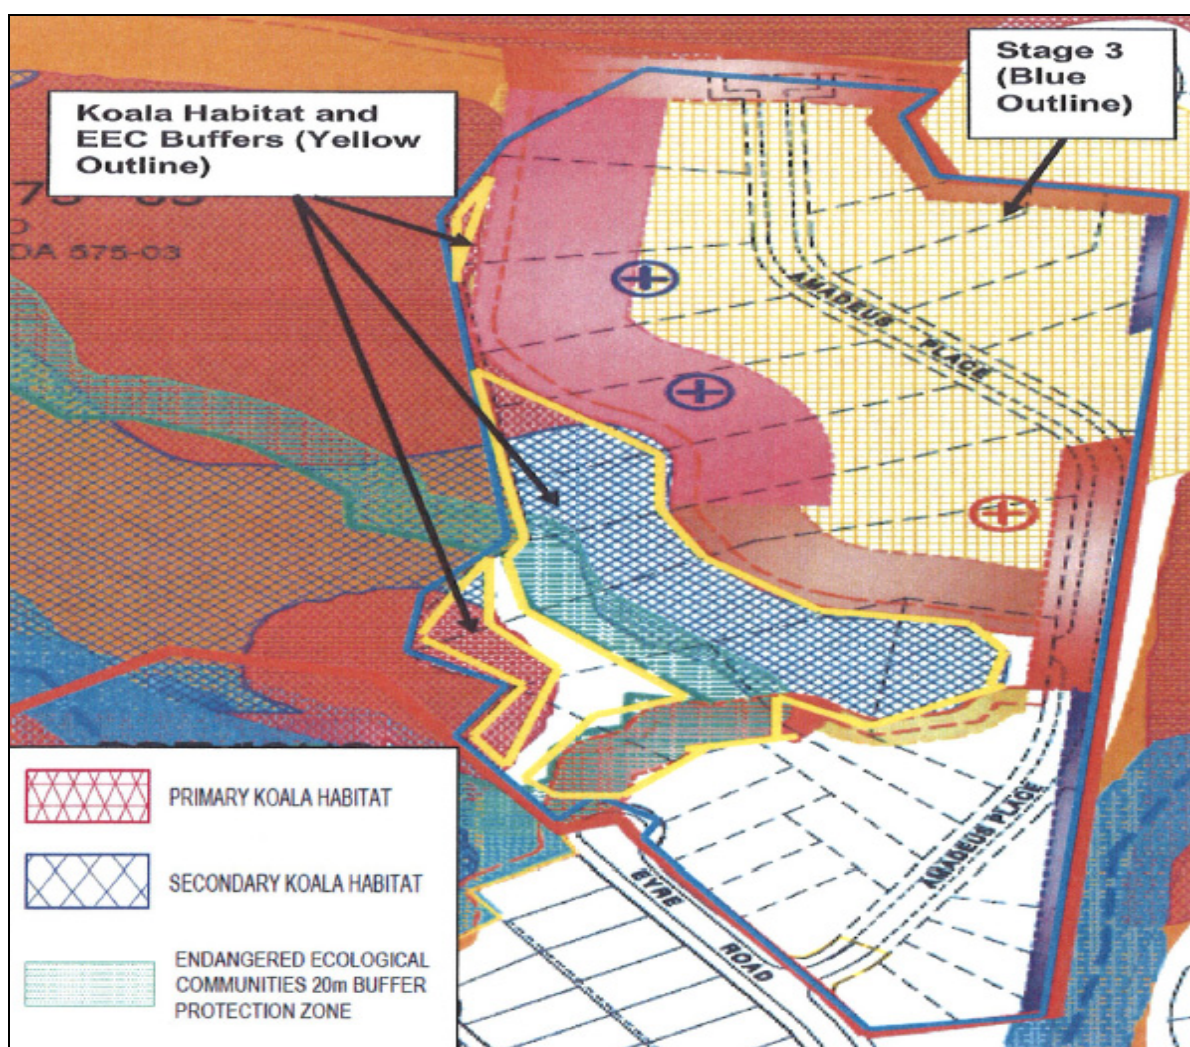 Stage 3
(Blue
Outline)
Koala Habitat and
EEC Buffers (Yellow
Outline)
DA 575-03
AMADEUS PLACE
AMADEUS PLACE
EYRE ROAD
PRIMARY KOALA HABITAT
SECONDARY KOALA HABITAT
ENDANGERED ECOLOGICAL
COMMUNITIES 20m BUFFER
PROTECTION ZONE